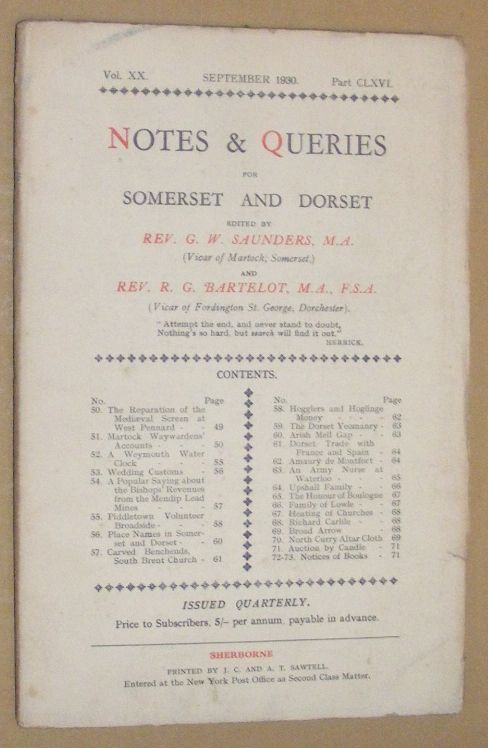 Vol. XX. SEPTEMBER 1930. Part CLXVI.
NOTES & QUERIES
FOR
SOMERSET AND DORSET
EDITED BY
REV. G. W. SAUNDERS, M.A.
(Vicar of Martock, Somerset,)
AND
REV. R. G. BARTELOT, M.A., F.S.A.
(Vicar of Fordington St. George, Dorchester).
"Attempt the end, and never stand to doubt,
Nothing's so hard, but search will find it out."
HERRICK.
CONTENTS.
No. Page
50. The Reparation of the
Mediæval Screen at
West Pennard - - 49
51. Martock Waywardens'
Accounts - - - 50
52. A Weymouth Water
Clock - - - 55
53. Wedding Customs - 56
54. A Popular Saying about
the Bishops' Revenues
from the Mendip Lead
Mines - - - 57
55. Piddletown Volunteer
Broadside - - - 58
56. Place Names in Somer-
set and Dorset - - 60
57. Carved Benchends,
South Brent Church - 61
No. Page
58. Hogglers and Hoglinge
Money - - - - 62
59. The Dorset Yeomanry - 63
60. Arish Mell Gap - - 63
61. Dorset Trade with
France and Spain - 64
62. Amaury de Montfort - 64
63. An Army Nurse at
Waterloo - - - 65
64. Upshall Family - - 66
65. The Honour of Boulogne 67
66. Family of Lowle - - 67
67. Heating of Churches - 68
68. Richard Carlile - - 68
69. Broad Arrow - - 68
70. North Curry Altar Cloth 69
71. Auction by Candle - 71
72-73. Notices of Books - 71
ISSUED QUARTERLY.
Price to Subscribers, 5/- per annum, payable in advance.
SHERBORNE
PRINTED BY J. C. AND A. T. SAWTELL.
Entered at the New York Post Office as Second Class Matter.